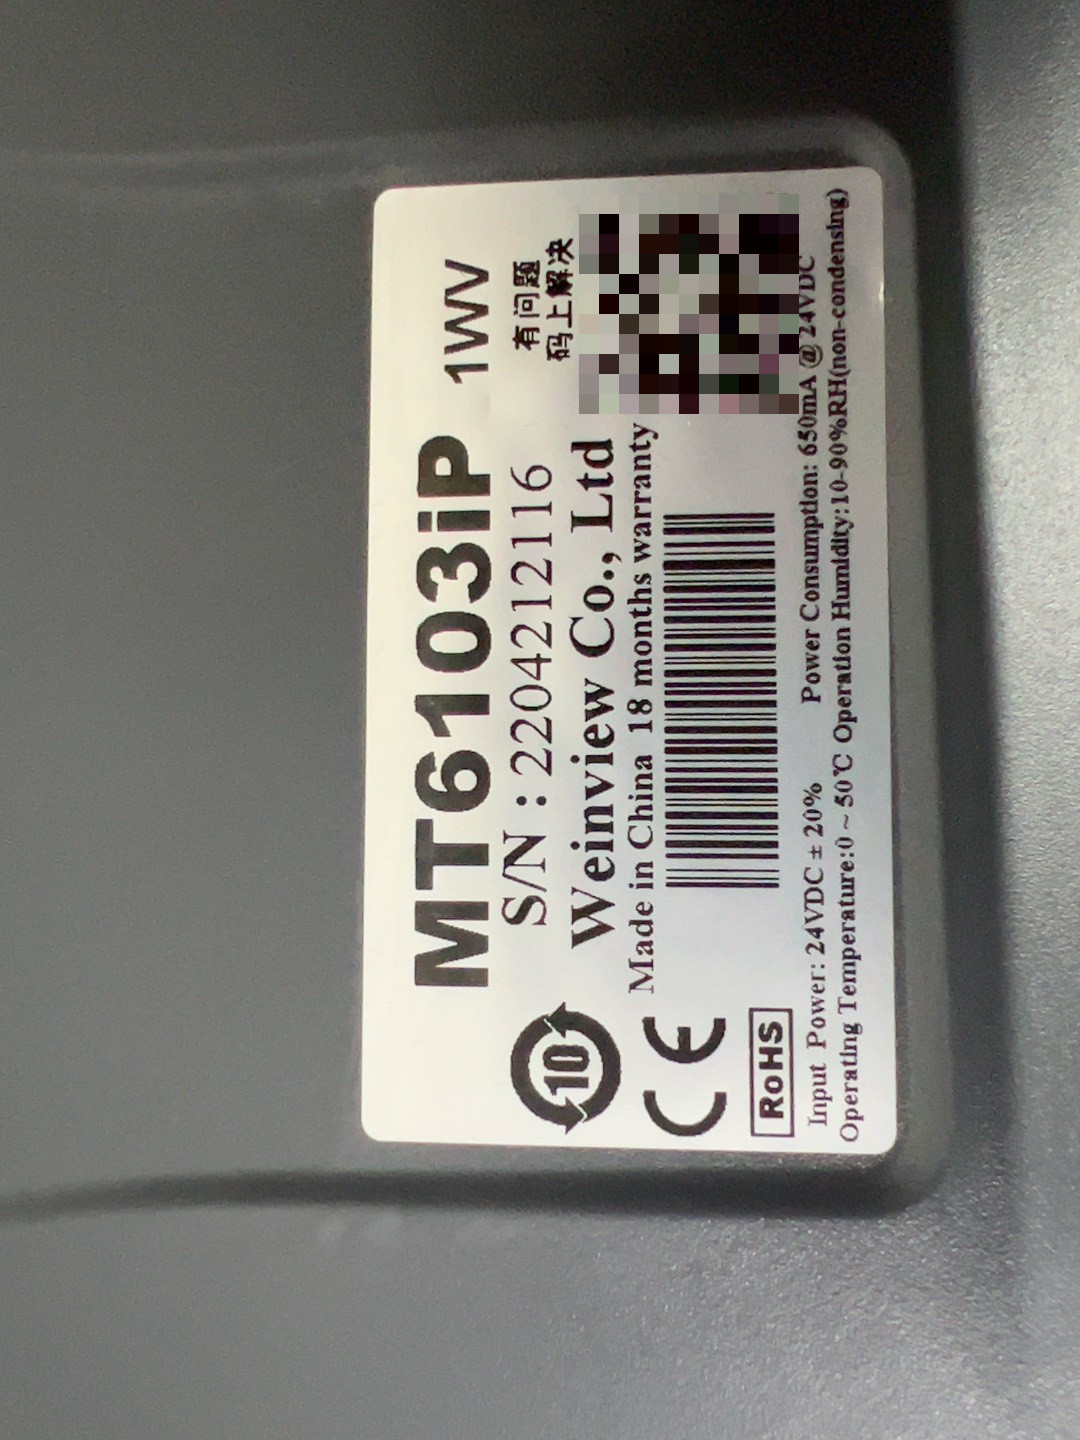 MT6103iP 1WV
S/N : 2204212116
有问题
码上解决
Weinview Co., Ltd
Made in China 18 months warranty
10
CE
RoHS
Input Power: 24VDC ± 20% Power Consumption: 650mA @ 24VDC
Operating Temperature:0 ~ 50℃ Operation Humidity:10-90%RH(non-condensing)